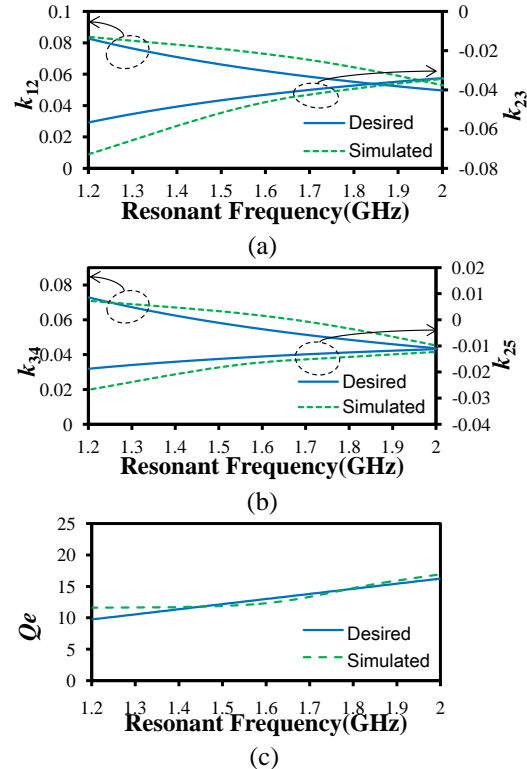 0.1
0.08
0.06
0.04
0.02
0
k12
0
-0.02
-0.04
-0.06
-0.08
k23
Desired
Simulated
1.2 1.3 1.4 1.5 1.6 1.7 1.8 1.9 2
Resonant Frequency(GHz)
(a)
0.08
0.06
0.04
0.02
0
k34
0.02
0.01
0
-0.01
-0.02
-0.03
-0.04
k25
Desired
Simulated
1.2 1.3 1.4 1.5 1.6 1.7 1.8 1.9 2
Resonant Frequency(GHz)
(b)
25
20
15
10
5
0
Qe
Desired
Simulated
1.2 1.3 1.4 1.5 1.6 1.7 1.8 1.9 2
Resonant Frequency(GHz)
(c)